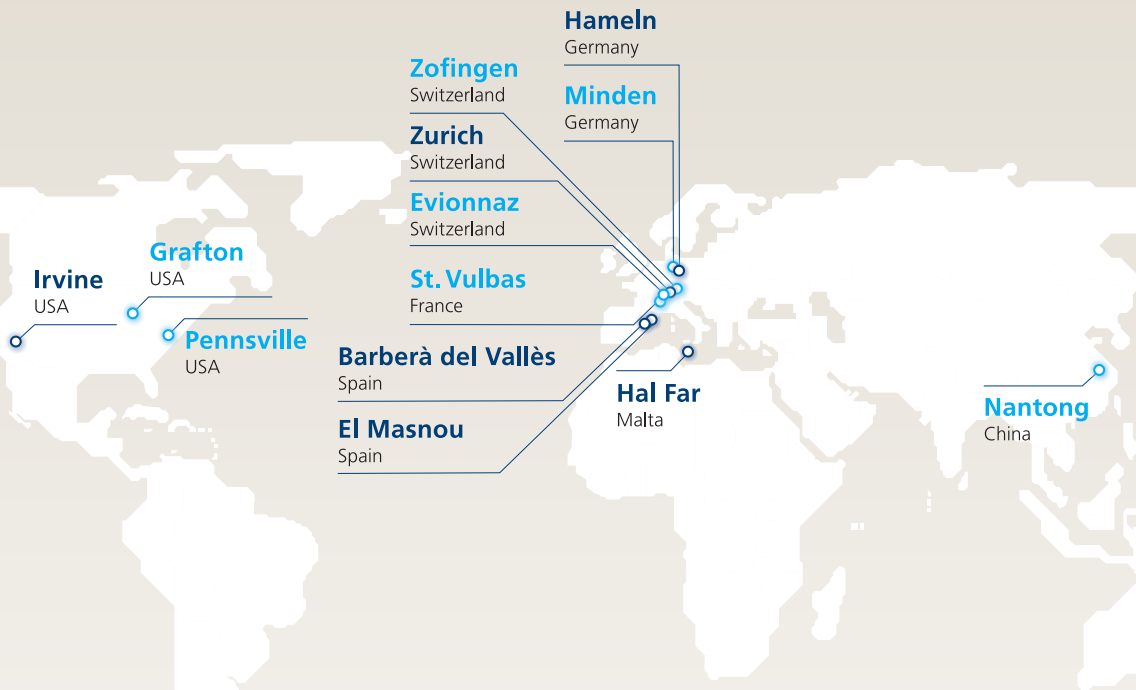 Hameln
Germany
Zofingen
Switzerland
Minden
Germany
Zurich
Switzerland
Evionnaz
Switzerland
Grafton
USA
Irvine
USA
St. Vulbas
France
Pennsville
USA
Barberà del Vallès
Spain
Hal Far
Malta
Nantong
China
El Masnou
Spain